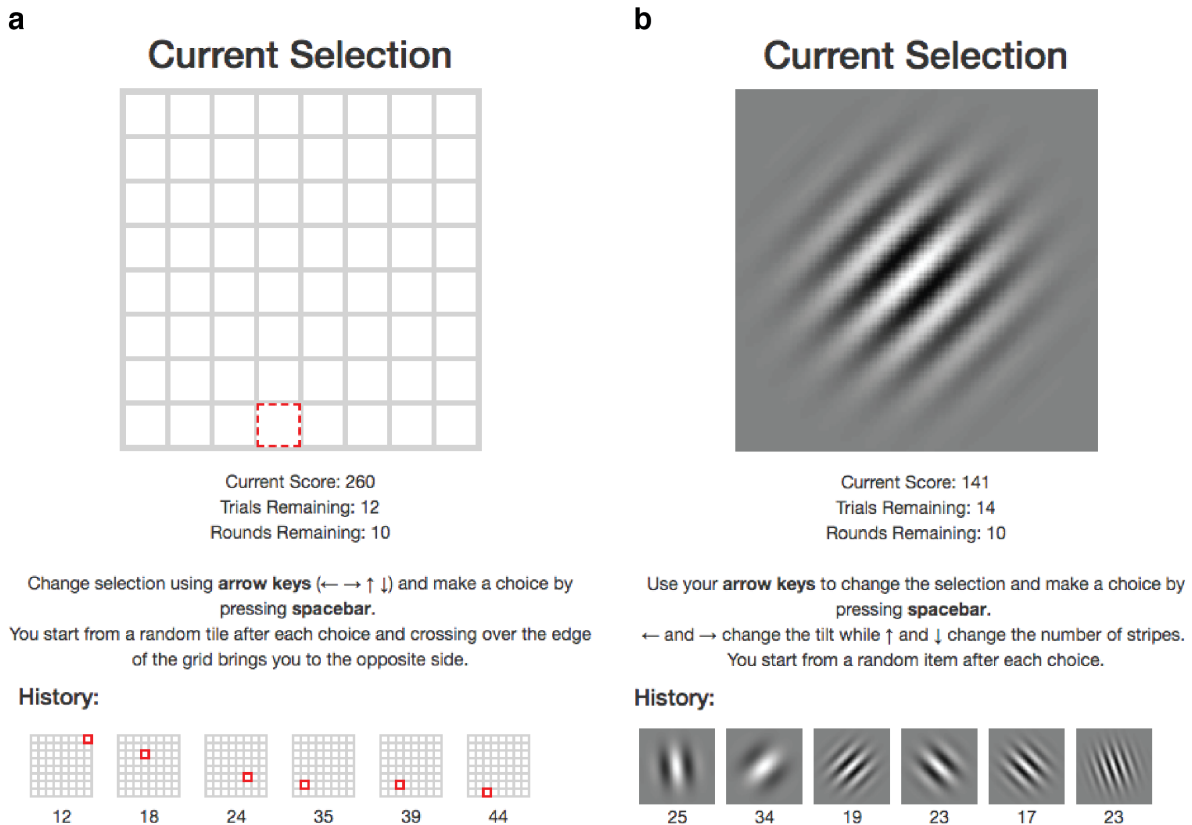 a
Current Selection
Current Score: 260
Trials Remaining: 12
Rounds Remaining: 10
Change selection using arrow keys (← → ↑ ↓) and make a choice by
pressing spacebar.
You start from a random tile after each choice and crossing over the edge
of the grid brings you to the opposite side.
History:
12 18 24 35 39 44
b
Current Selection
Current Score: 141
Trials Remaining: 14
Rounds Remaining: 10
Use your arrow keys to change the selection and make a choice by
pressing spacebar.
← and → change the tilt while ↑ and ↓ change the number of stripes.
You start from a random item after each choice.
History:
25 34 19 23 17 23